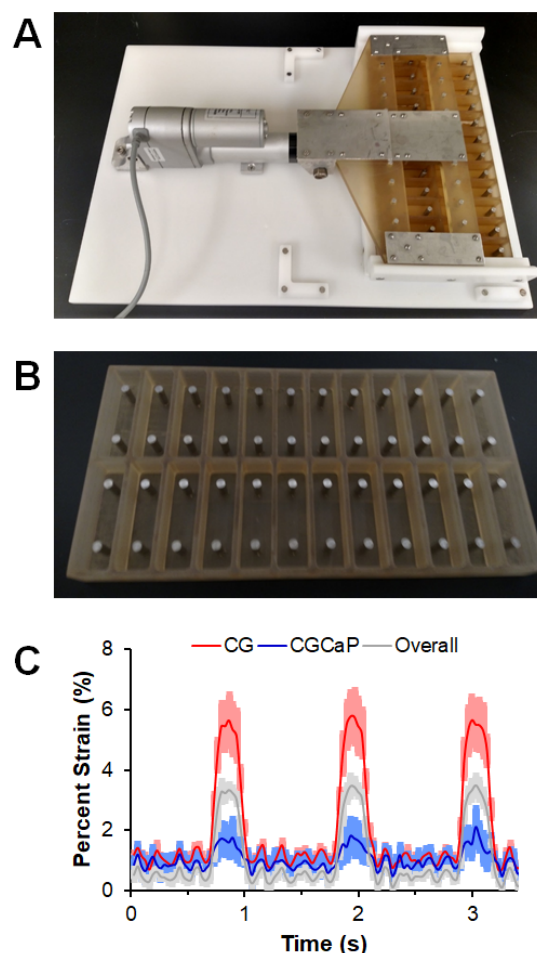 A
B
C
CG CGCaP Overall
8
6
4
2
0
Percent Strain (%)
0 1 2 3
Time (s)